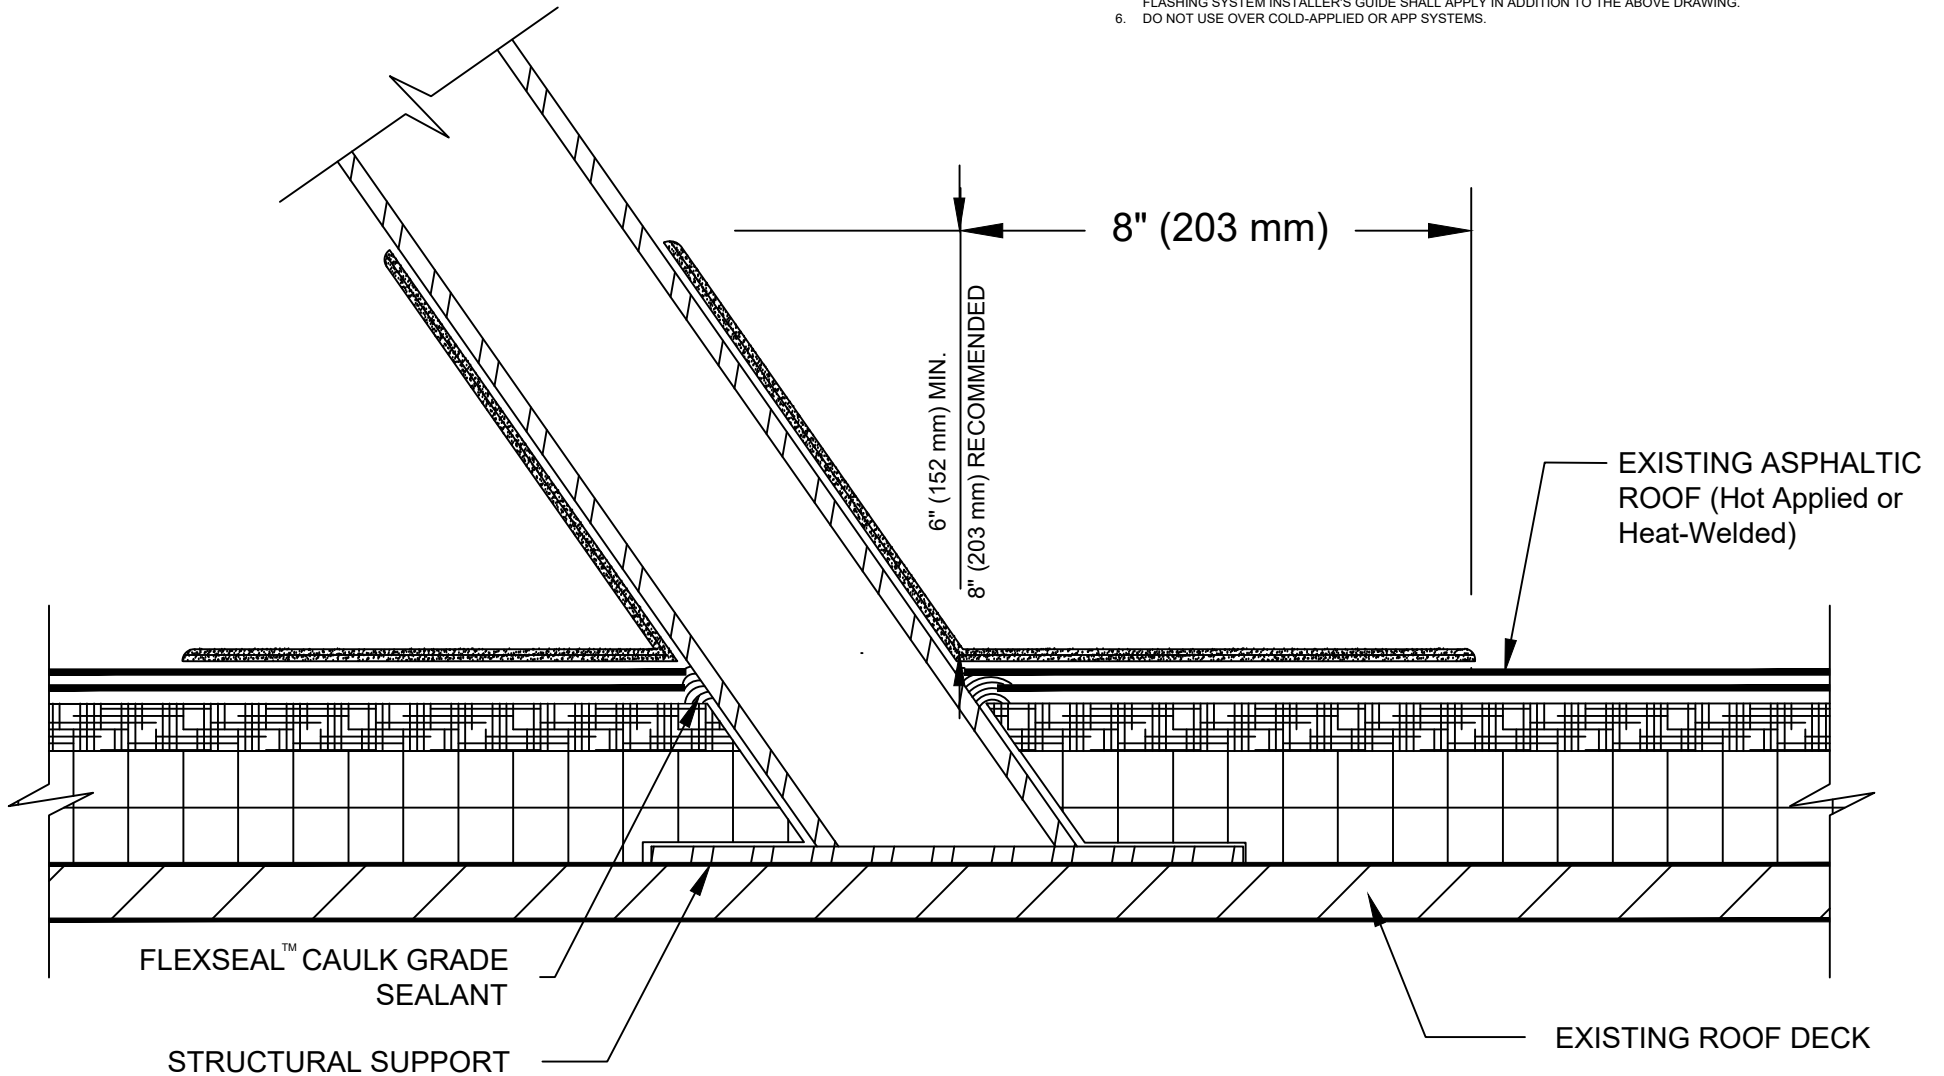 FLASHING SYSTEM INSTALLER'S GUIDE SHALL APPLY IN ADDITION TO THE ABOVE DRAWING.
6. DO NOT USE OVER COLD-APPLIED OR APP SYSTEMS.
8" (203 mm)
6" (152 mm) MIN.
8" (203 mm) RECOMMENDED
EXISTING ASPHALTIC
ROOF (Hot Applied or
Heat-Welded)
FLEXSEAL™ CAULK GRADE
SEALANT
STRUCTURAL SUPPORT
EXISTING ROOF DECK